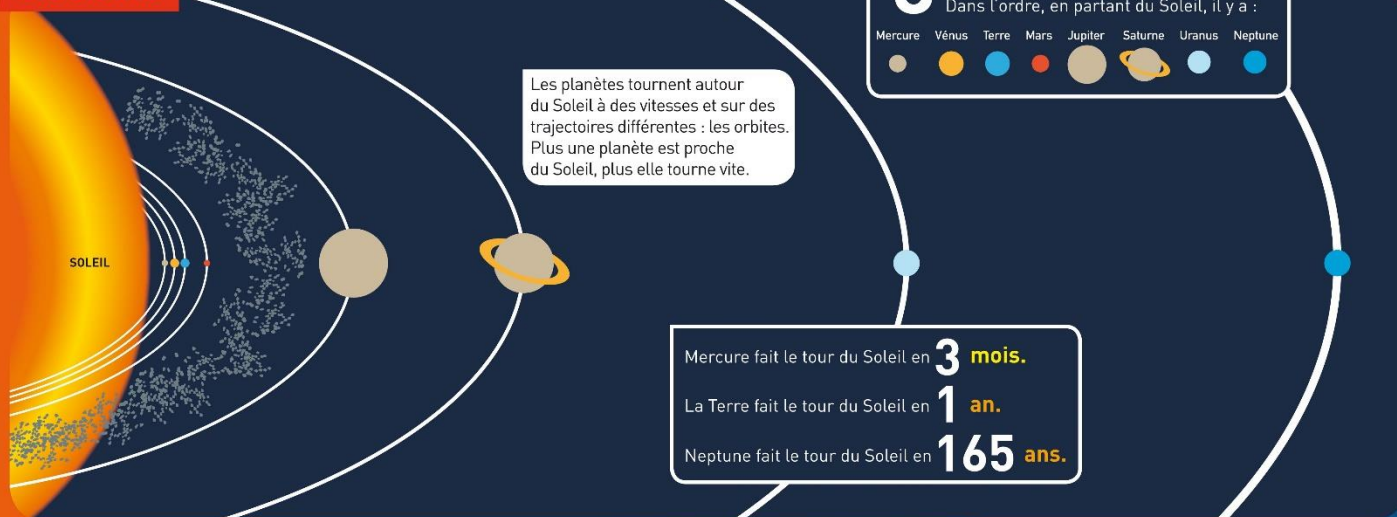 Dans l'ordre, en partant du Soleil, il y a :
Mercure Vénus Terre Mars Jupiter Saturne Uranus Neptune
Les planètes tournent autour
du Soleil à des vitesses et sur des
trajectoires différentes : les orbites.
Plus une planète est proche
du Soleil, plus elle tourne vite.
SOLEIL
Mercure fait le tour du Soleil en 3 mois.
La Terre fait le tour du Soleil en 1 an.
Neptune fait le tour du Soleil en 165 ans.